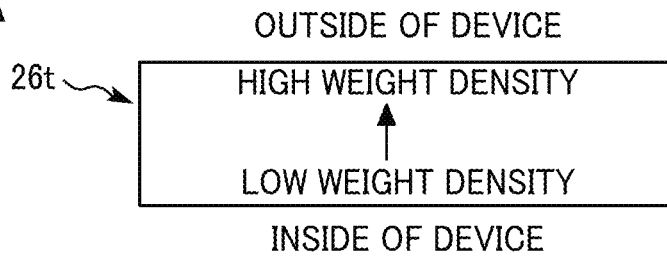 OUTSIDE OF DEVICE
26t
HIGH WEIGHT DENSITY
LOW WEIGHT DENSITY
INSIDE OF DEVICE